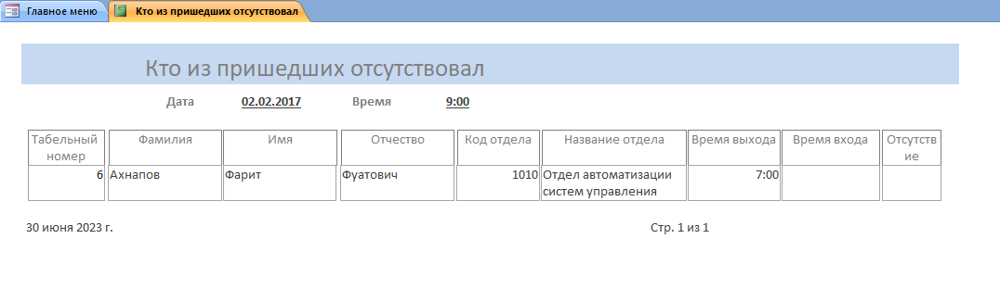 Главное меню Кто из пришедших отсутствовал
Кто из пришедших отсутствовал
Дата 02.02.2017 Время 9:00
Табельный номер Фамилия Имя Отчество Код отдела Название отдела Время выхода Время входа Отсутств ие
6 Ахнапов Фарит Фуатович 1010 Отдел автоматизации 7:00
систем управления
30 июня 2023 г. Стр. 1 из 1